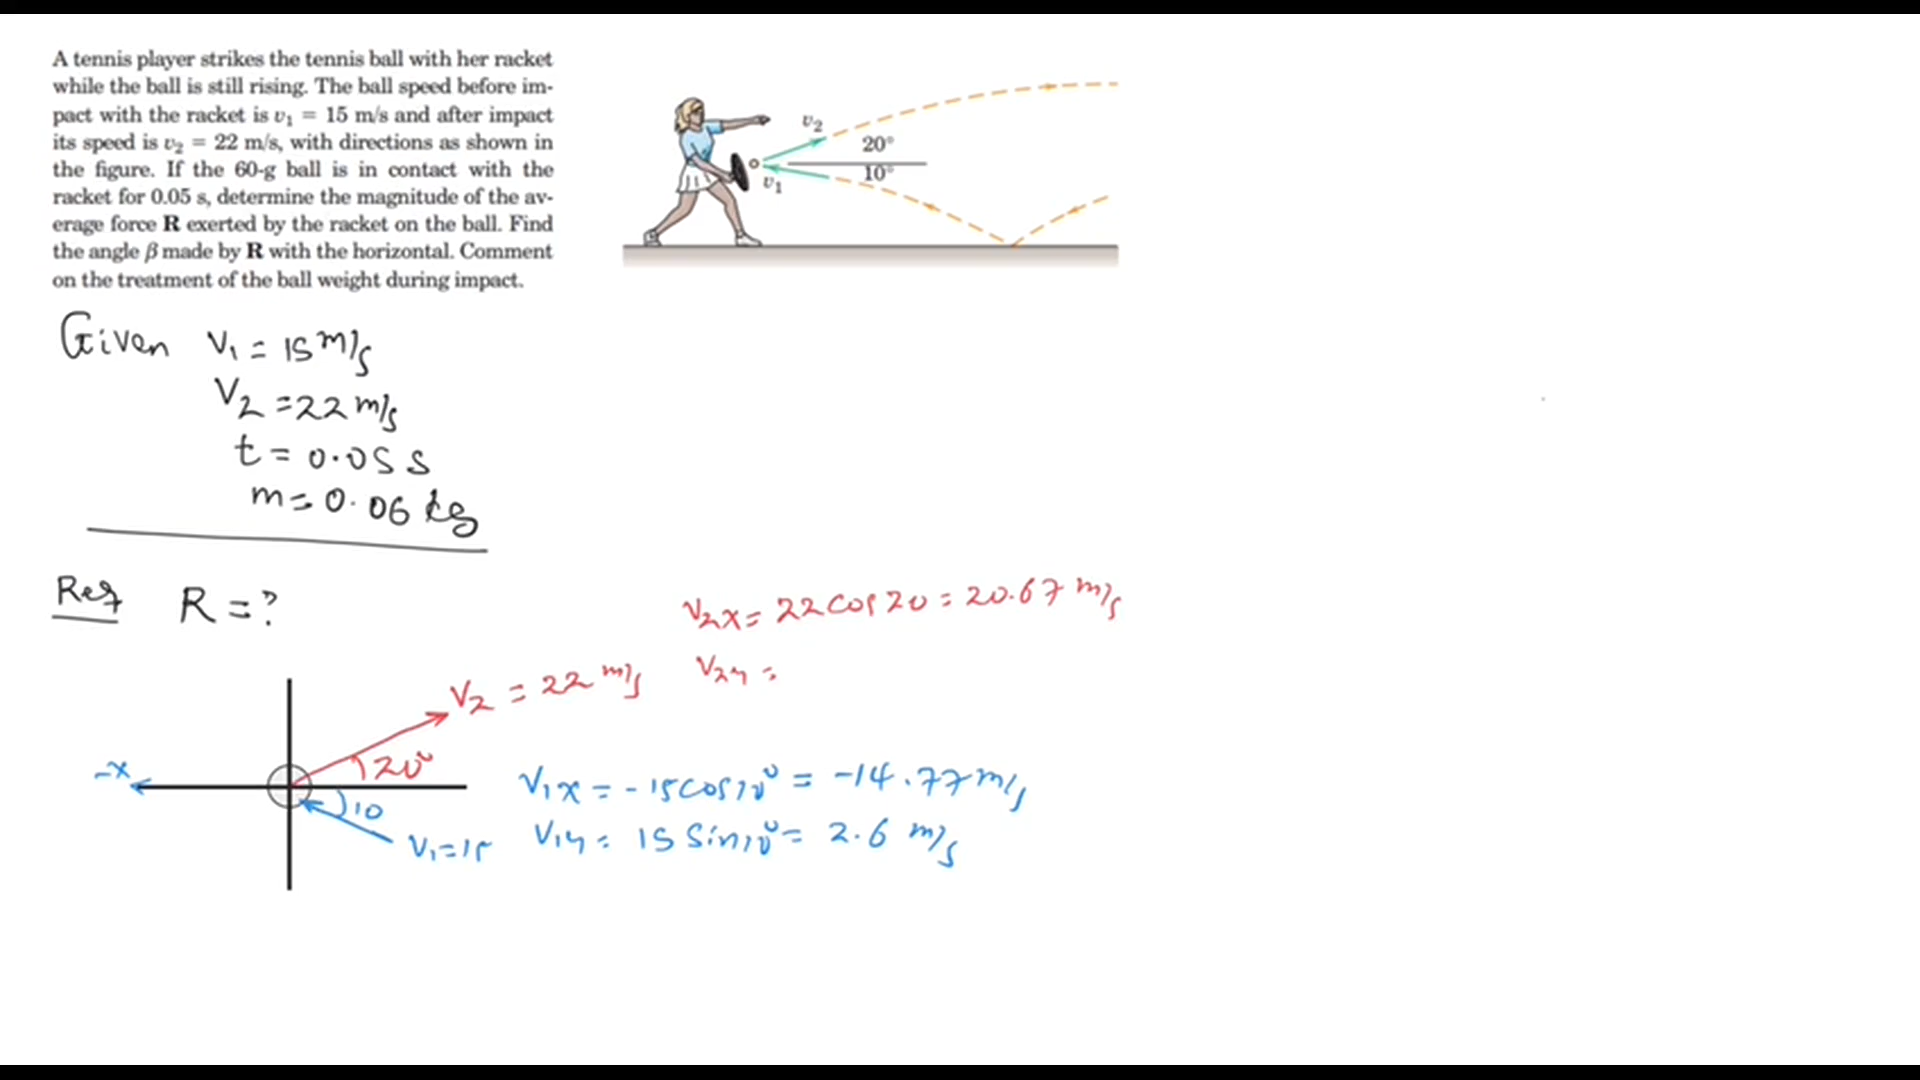 A tennis player strikes the tennis ball with her racket
while the ball is still rising. The ball speed before im-
pact with the racket is v₁ = 15 m/s and after impact
its speed is v₂ = 22 m/s, with directions as shown in
the figure. If the 60-g ball is in contact with the
racket for 0.05 s, determine the magnitude of the av-
erage force R exerted by the racket on the ball. Find
the angle β made by R with the horizontal. Comment
on the treatment of the ball weight during impact.
v₂
20°
10°
v₁
Given V₁ = 15 m/s
V₂ = 22 m/s
t = 0.05 s
m = 0.06 kg
Req R = ?
V₂x = 22 cos 20 = 20.67 m/s
V₂ = 22 m/s
V₂y =
20°
-x
10
V₁=15
V₁x = -15 cos 10° = -14.77 m/s
V₁y = 15 sin 10° = 2.6 m/s